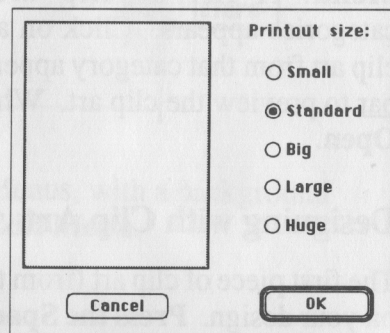 Printout size:
Small
Standard
Big
Large
Huge
Cancel
OK